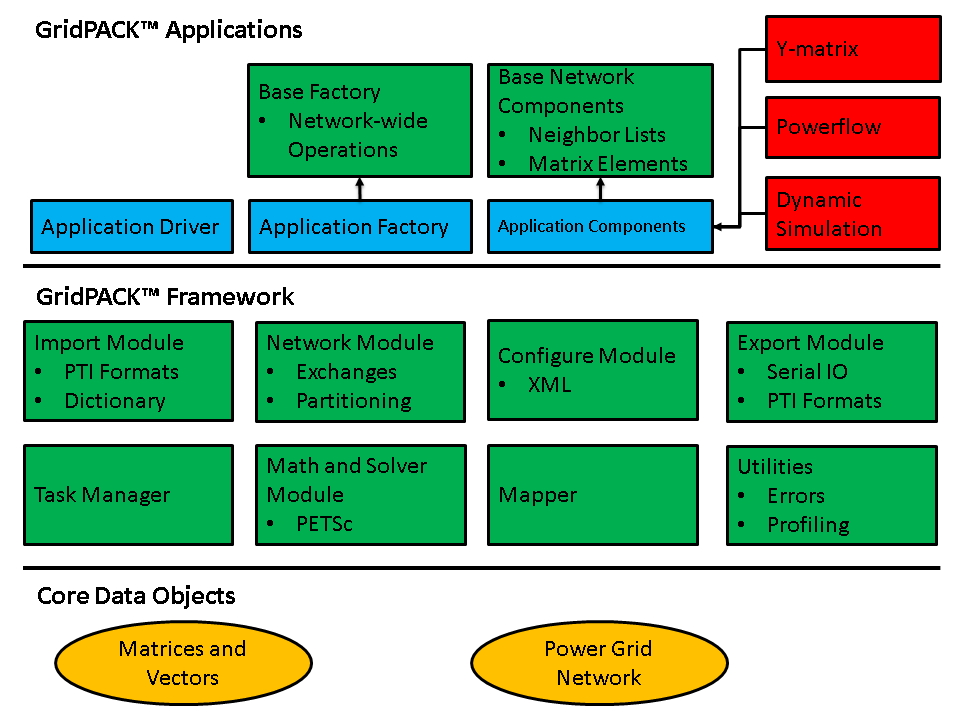 GridPACK™ Applications
Base Factory
• Network-wide
Operations
Base Network
Components
• Neighbor Lists
• Matrix Elements
Y-matrix
Powerflow
Dynamic
Simulation
Application Driver
Application Factory
Application Components
GridPACK™ Framework
Import Module
• PTI Formats
• Dictionary
Network Module
• Exchanges
• Partitioning
Configure Module
• XML
Export Module
• Serial IO
• PTI Formats
Task Manager
Math and Solver
Module
• PETSc
Mapper
Utilities
• Errors
• Profiling
Core Data Objects
Matrices and
Vectors
Power Grid
Network